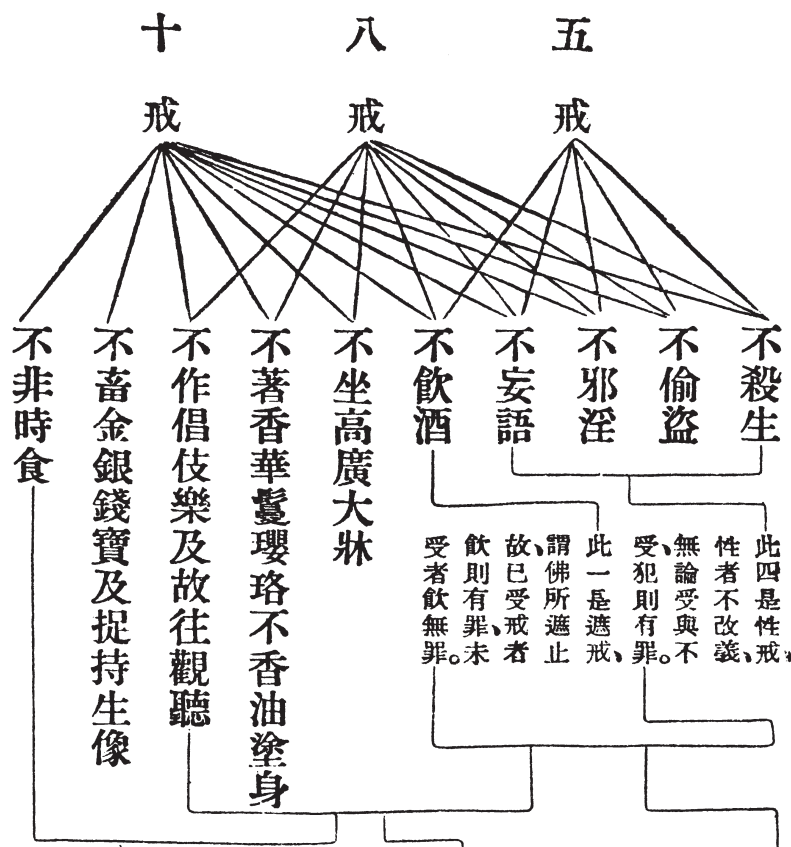 五戒
八戒
十戒
不殺生
不偷盜
不邪淫
不妄語
不飲酒
不坐高廣大牀
不著香華鬘瓔珞不香油塗身
不作倡伎樂及故往觀聽
不畜金銀錢寶及捉持生像
不非時食
此四是性戒、
性者不改義、
無論受與不
受、犯則有罪。
此一是遮戒、
謂佛所遮止
故、已受戒者
飲則有罪、未
受者飲無罪。